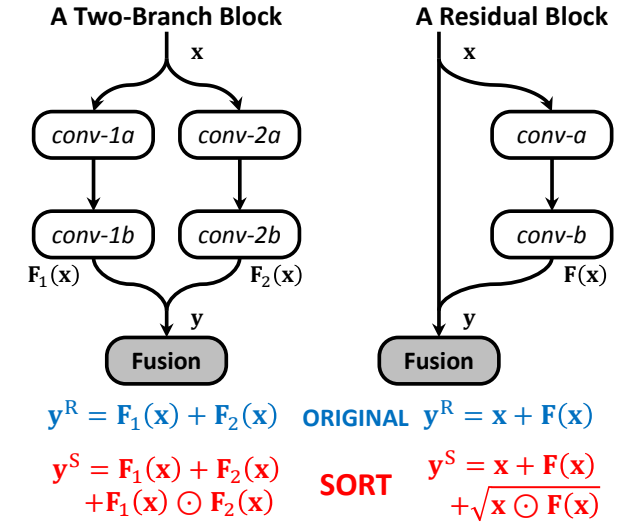 A Two-Branch Block
x
conv-1a
conv-2a
conv-1b
conv-2b
F₁(x)
F₂(x)
y
Fusion
A Residual Block
x
conv-a
conv-b
F(x)
y
Fusion
yᴿ = F₁(x) + F₂(x)
ORIGINAL
yᴿ = x + F(x)
yˢ = F₁(x) + F₂(x)
+F₁(x) ⊙ F₂(x)
SORT
yˢ = x + F(x)
+√(x ⊙ F(x))